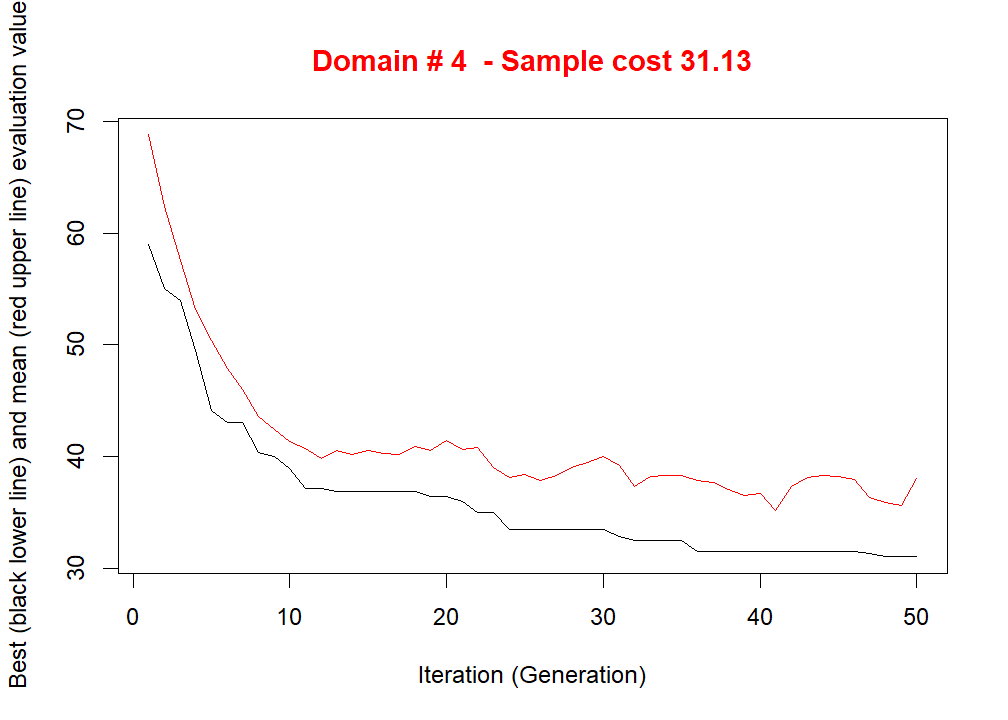 Domain # 4  - Sample cost 31.13
Best (black lower line) and mean (red upper line) evaluation value
70
60
50
40
30
0 10 20 30 40 50
Iteration (Generation)